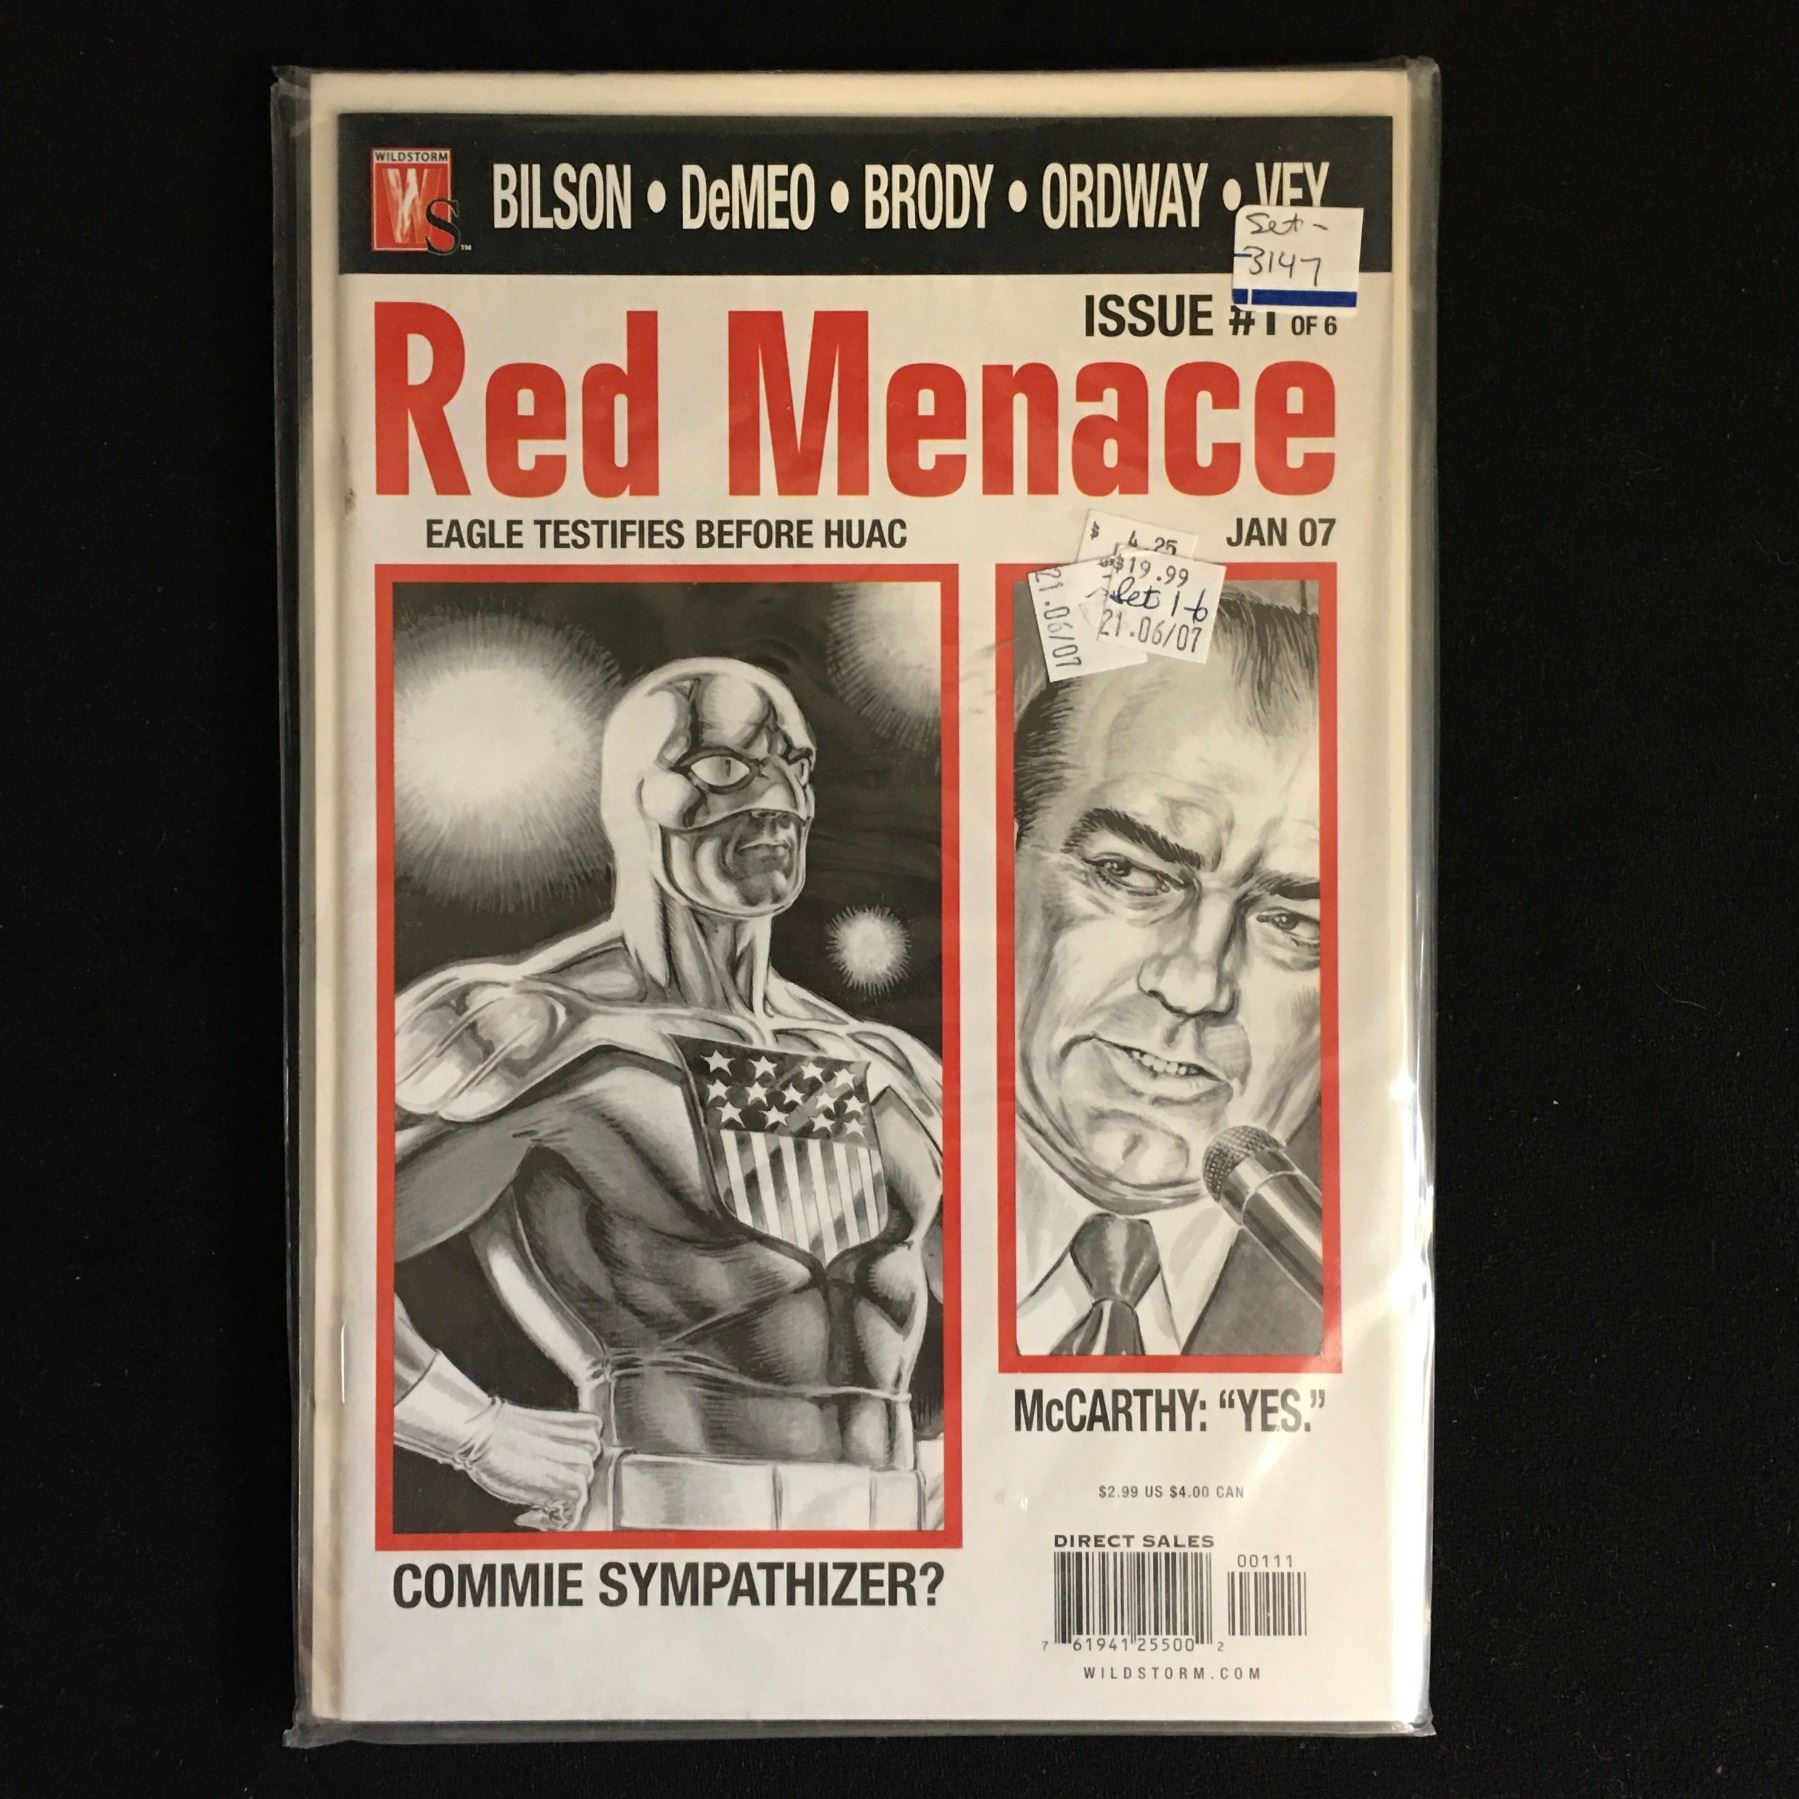 WILDSTORM
WS™
BILSON • DeMEO • BRODY • ORDWAY • VEY
Set -
3147
ISSUE #1 OF 6
Red Menace
EAGLE TESTIFIES BEFORE HUAC
JAN 07
$ 4.25
$19.99
Set 1-6
21.06/07
21.06/07
McCARTHY: “YES.”
$2.99 US $4.00 CAN
DIRECT SALES
00111
7 61941 25500 2
WILDSTORM.COM
COMMIE SYMPATHIZER?